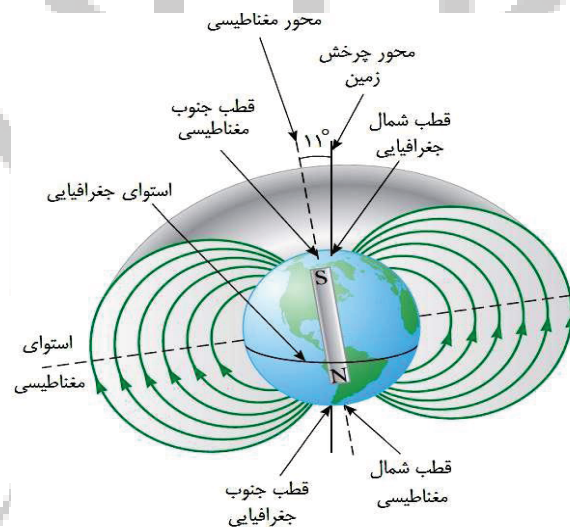 محور مغناطیسی
محور چرخش
زمین
قطب جنوب
مغناطیسی
قطب شمال
جغرافیایی
۱۱°
استوای جغرافیایی
S
استوای
مغناطیسی
N
قطب جنوب
جغرافیایی
قطب شمال
مغناطیسی